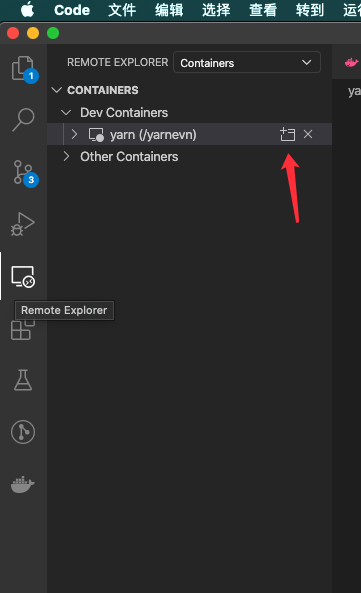 Code 文件 编辑 选择 查看 转到 运行
REMOTE EXPLORER Containers
ya
1
CONTAINERS
Dev Containers
yarn (/yarnevn)
Other Containers
3
Remote Explorer